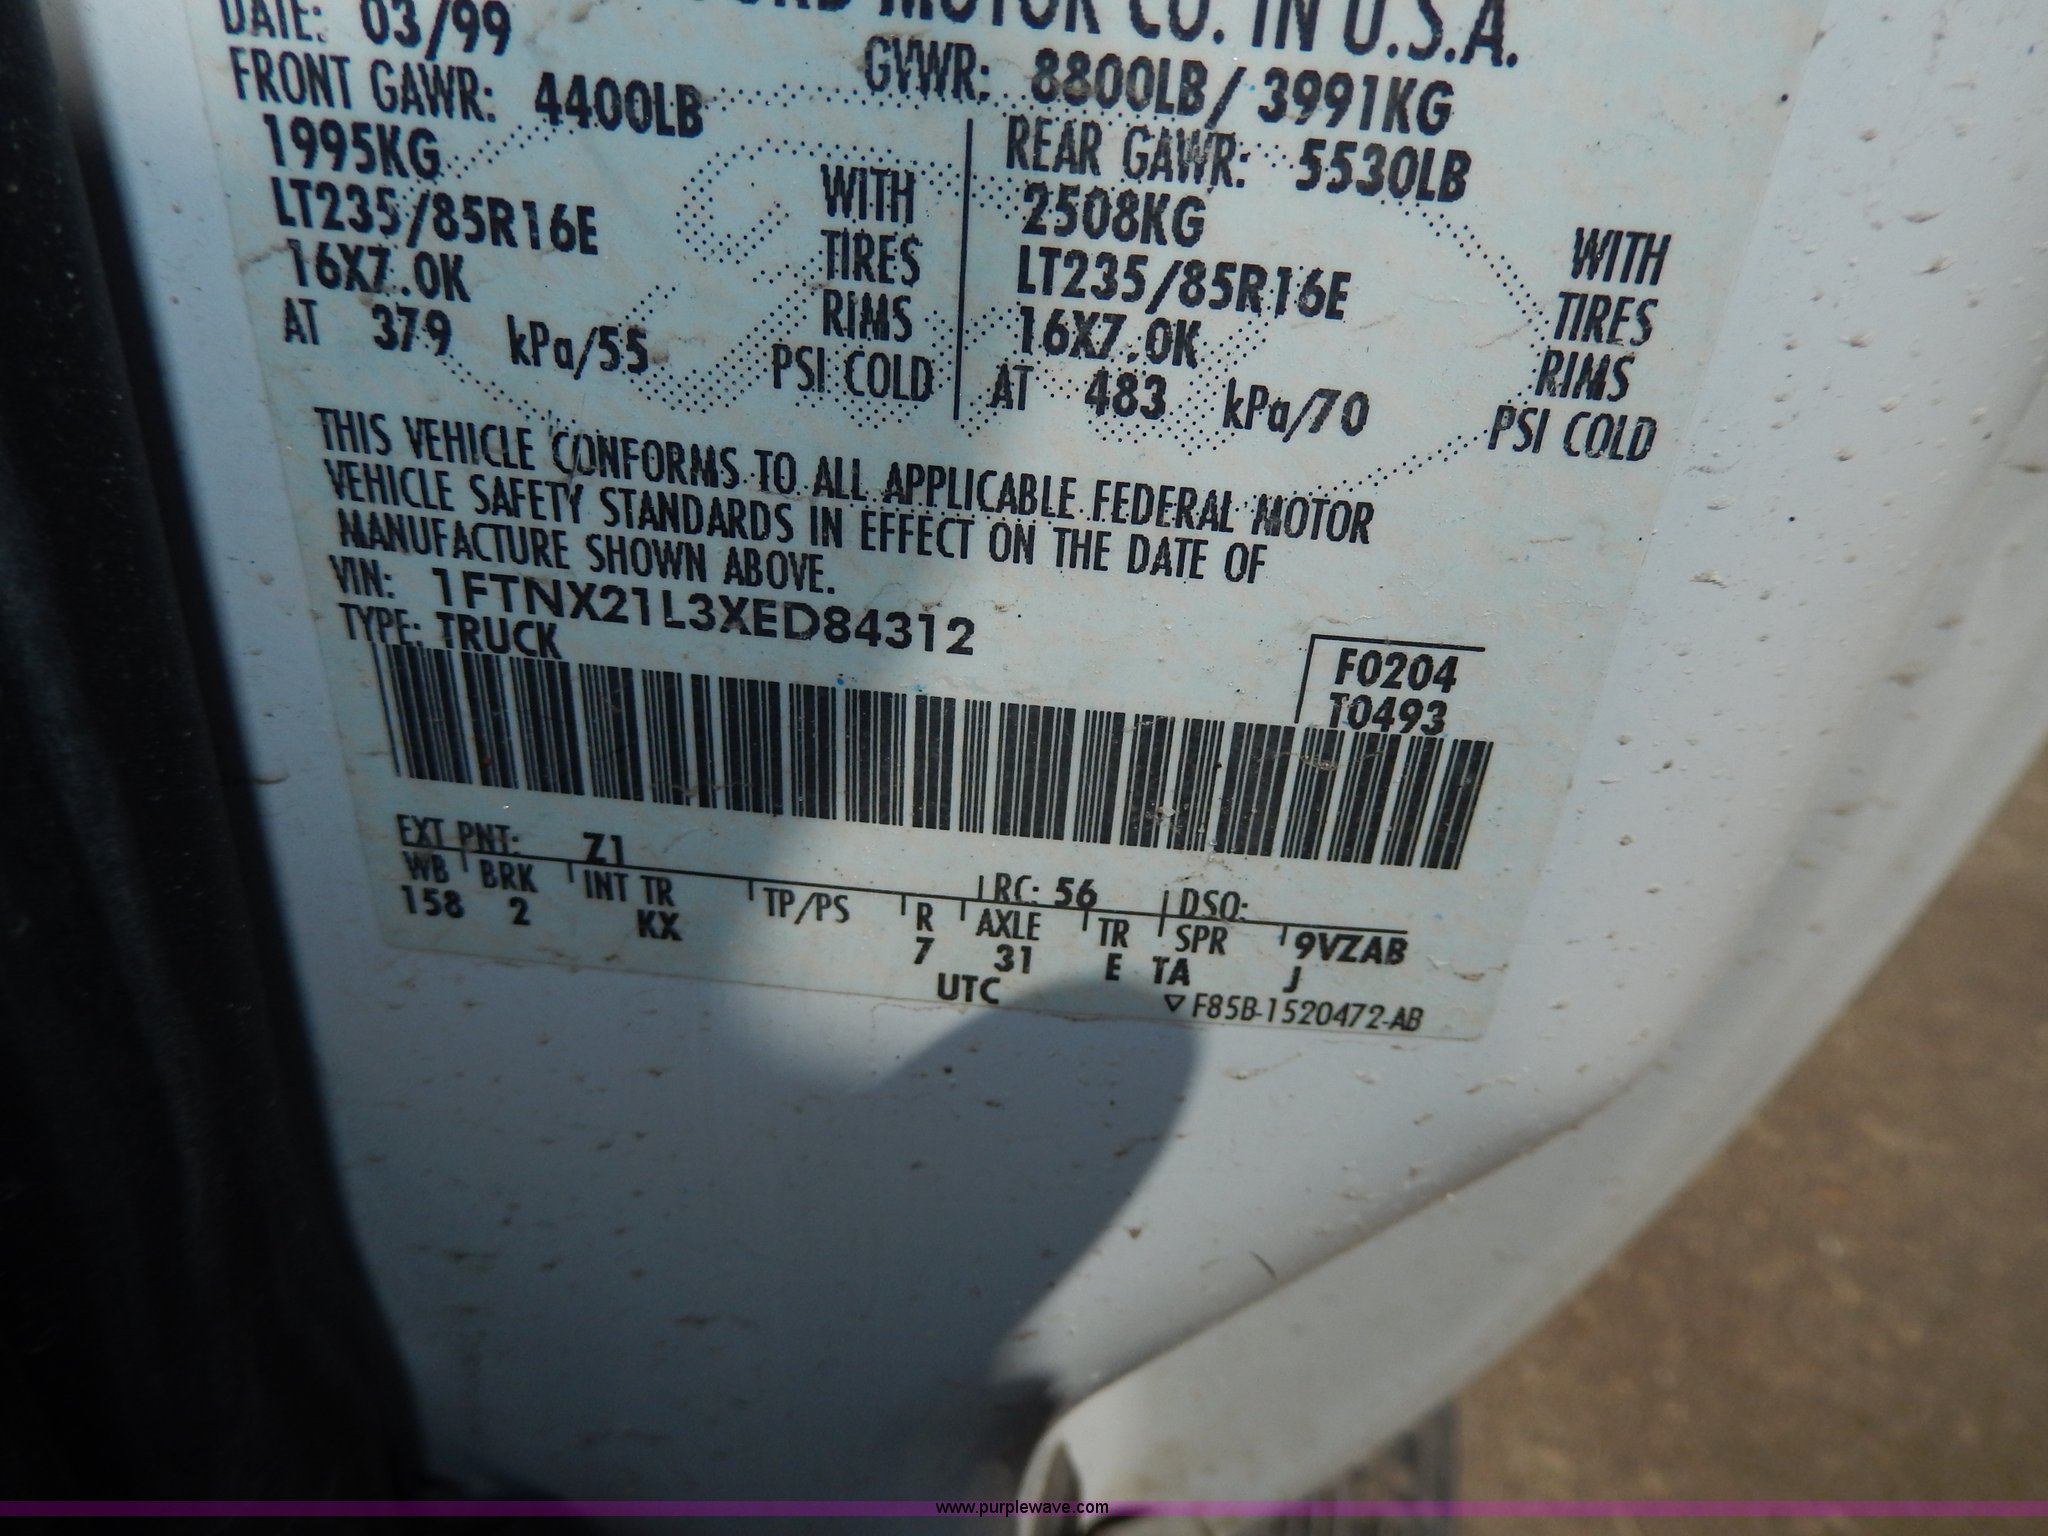 DATE: 03/99
MOTOR CO. IN U.S.A.
FRONT GAWR: 4400LB
GVWR: 8800LB/ 3991KG
1995KG WITH
REAR GAWR: 5530LB
LT235/85R16E TIRES
2508KG WITH
16X7.0K RIMS
LT235/85R16E TIRES
AT 379 kPa/55 PSI COLD
16X7.0K RIMS
AT 483 kPa/70 PSI COLD
THIS VEHICLE CONFORMS TO ALL APPLICABLE FEDERAL MOTOR
VEHICLE SAFETY STANDARDS IN EFFECT ON THE DATE OF
MANUFACTURE SHOWN ABOVE.
VIN: 1FTNX21L3XED84312
TYPE: TRUCK
F0204
T0493
EXT PNT: Z1
RC: 56 DSO:
WB BRK INT TR TP/PS R AXLE TR SPR 9VZAB
158 2 KX 7 31 E TA J
UTC
▽F85B-1520472-AB
www.purplewave.com